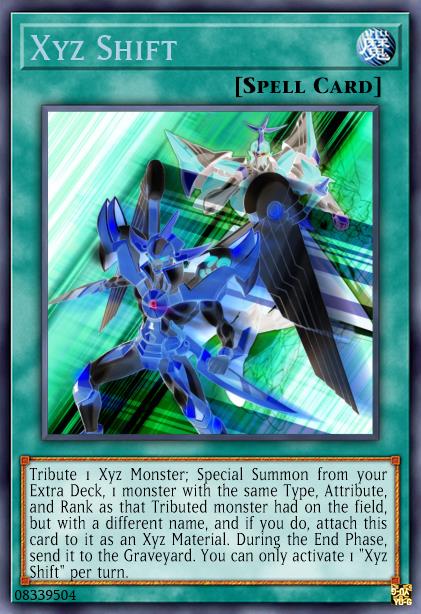 Xyz Shift
魔
[Spell Card]
Tribute 1 Xyz Monster; Special Summon from your
Extra Deck, 1 monster with the same Type, Attribute,
and Rank as that Tributed monster had on the field,
but with a different name, and if you do, attach this
card to it as an Xyz Material. During the End Phase,
send it to the Graveyard. You can only activate 1 "Xyz
Shift" per turn.
08339504